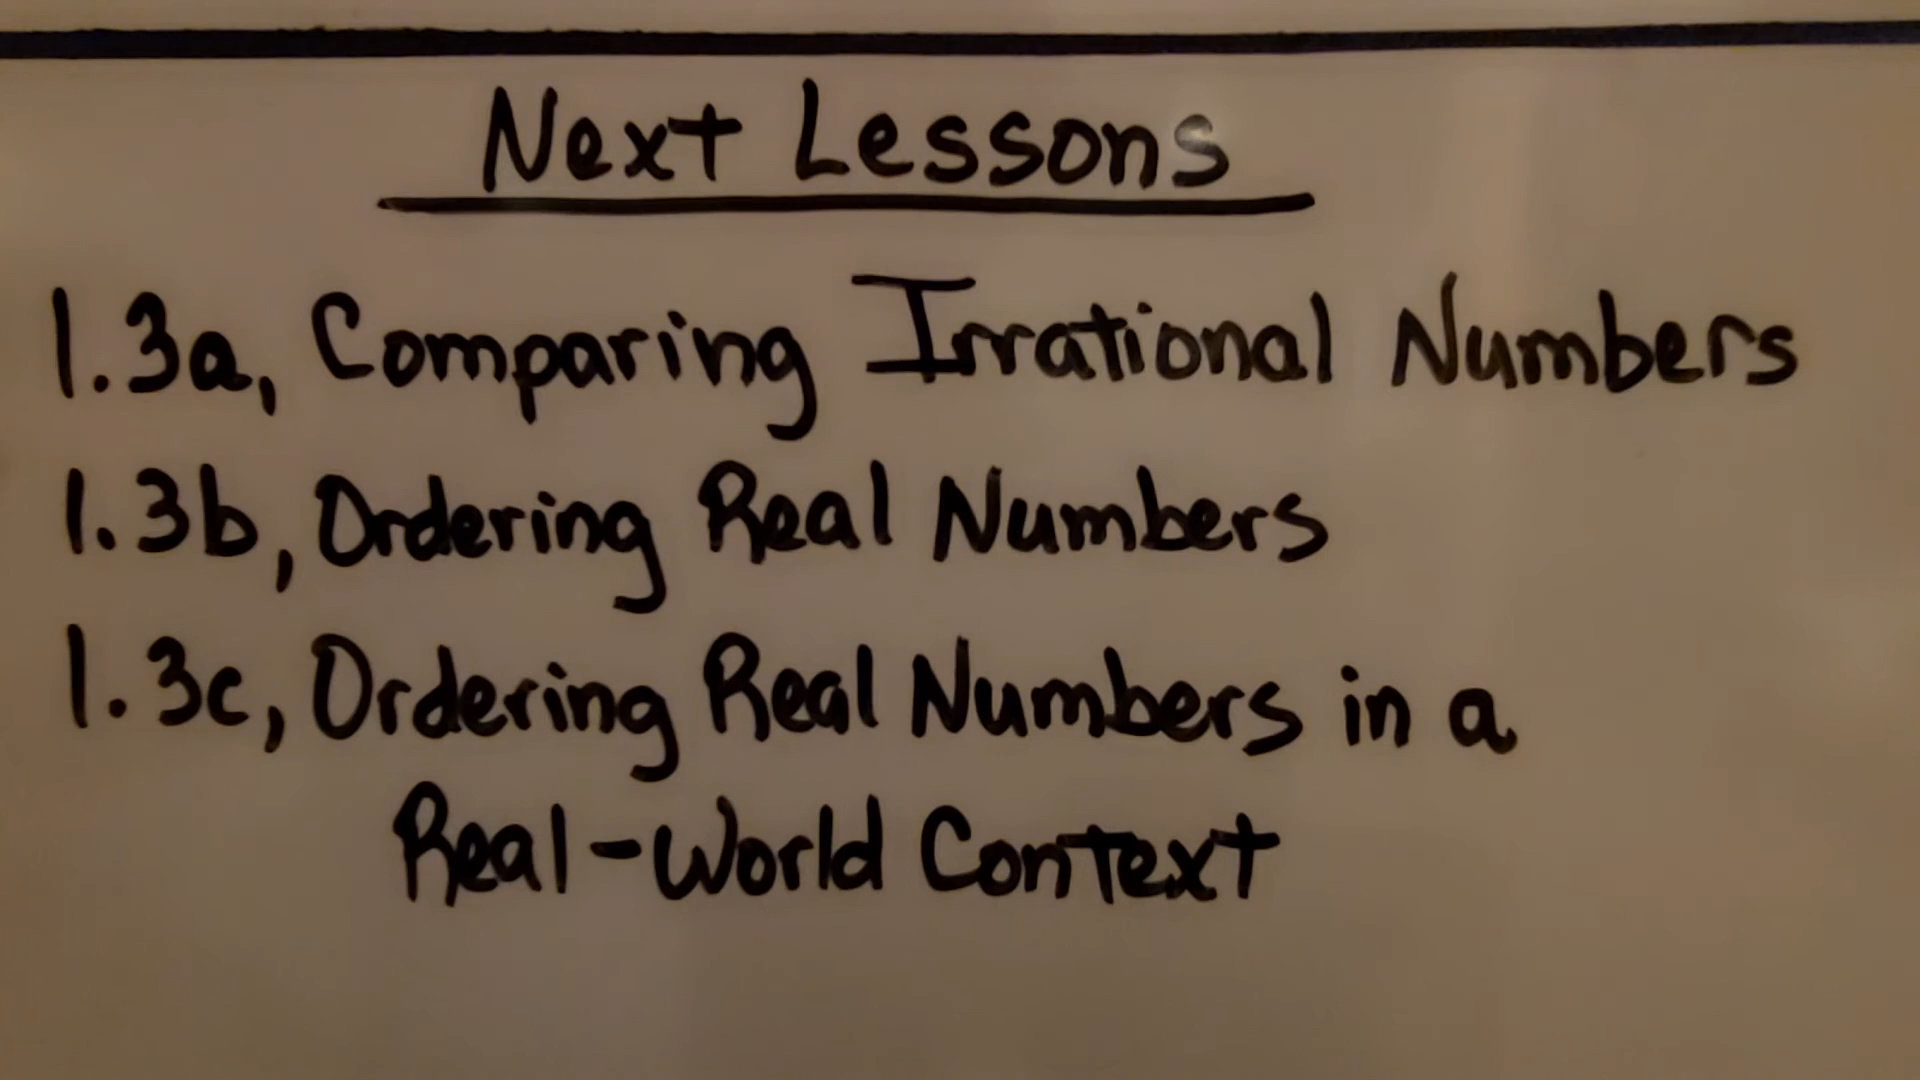 Next Lessons
1.3a, Comparing Irrational Numbers
1.3b, Ordering Real Numbers
1.3c, Ordering Real Numbers in a
Real-World Context